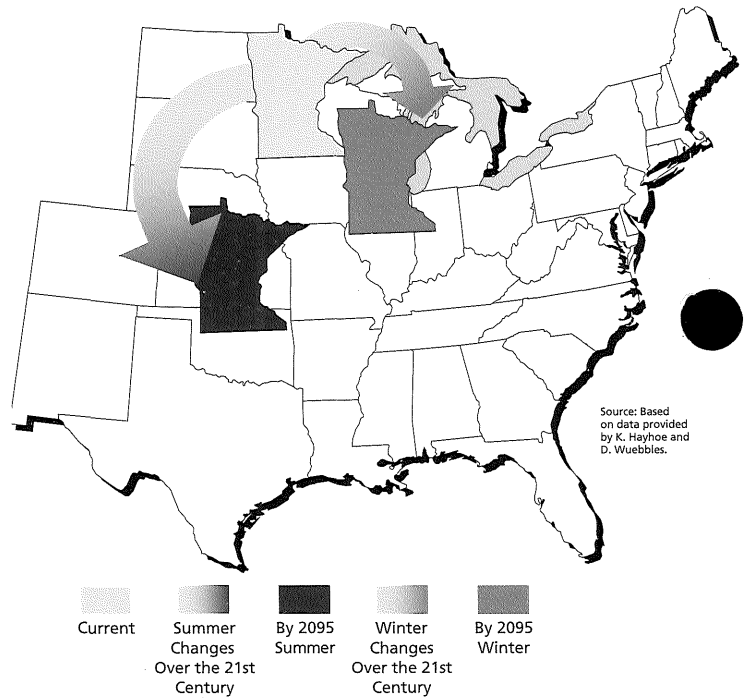 Source: Based
on data provided
by K. Hayhoe and
D. Wuebbles.
Current
Summer
Changes
Over the 21st
Century
By 2095
Summer
Winter
Changes
Over the 21st
Century
By 2095
Winter